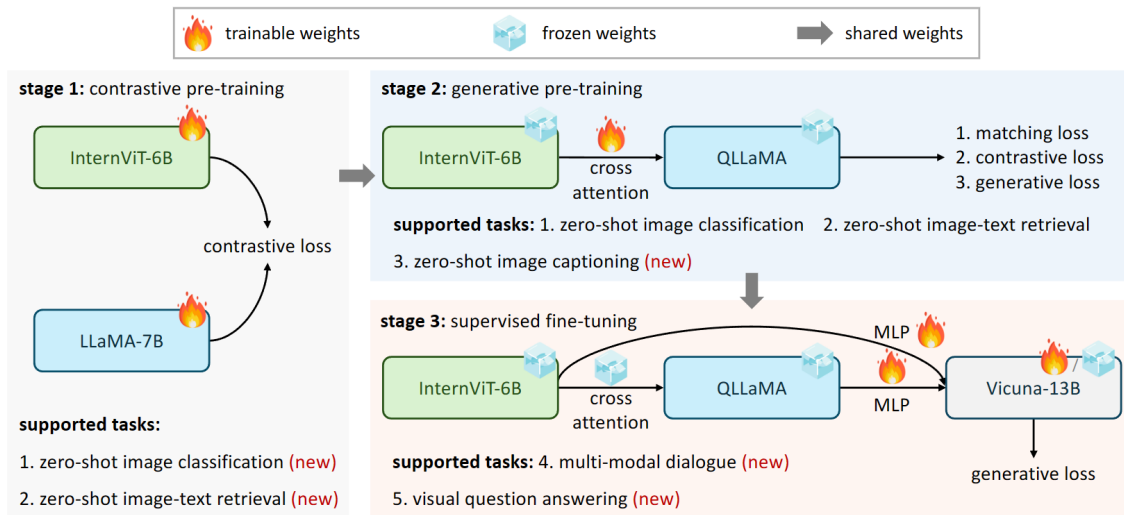 trainable weights
frozen weights
shared weights
stage 1: contrastive pre-training
InternViT-6B
contrastive loss
LLaMA-7B
supported tasks:
1. zero-shot image classification (new)
2. zero-shot image-text retrieval (new)
stage 2: generative pre-training
InternViT-6B
cross
attention
QLLaMA
1. matching loss
2. contrastive loss
3. generative loss
supported tasks: 1. zero-shot image classification 2. zero-shot image-text retrieval
3. zero-shot image captioning (new)
stage 3: supervised fine-tuning
InternViT-6B
cross
attention
QLLaMA
MLP
MLP
/
Vicuna-13B
generative loss
supported tasks: 4. multi-modal dialogue (new)
5. visual question answering (new)